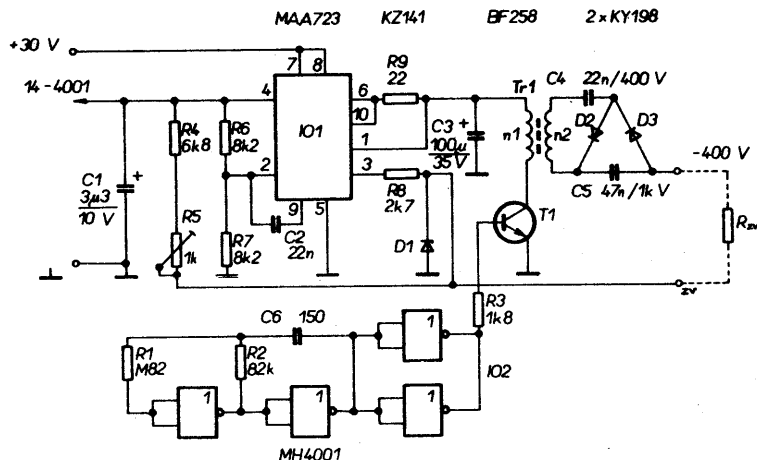 MAA723 KZ141 BF258 2×KY198
+30 V
7 8
R9
22
Tr1
C4 22n/400 V
14-4001
4
6
10
R4
6k8
R6
8k2
IO1
1
C3 +
100µ
35V
n1 n2
D2 D3
-400 V
C1
3µ3
10 V
+
2
3
R8
2k7
C5 47n/1k V
R5
1k
9 5
C2
22n
R7
8k2
D1
T1
Rzv
zv
C6 150
R3
1k8
1
R1
M82
R2
82k
IO2
1
1
1
MH4001